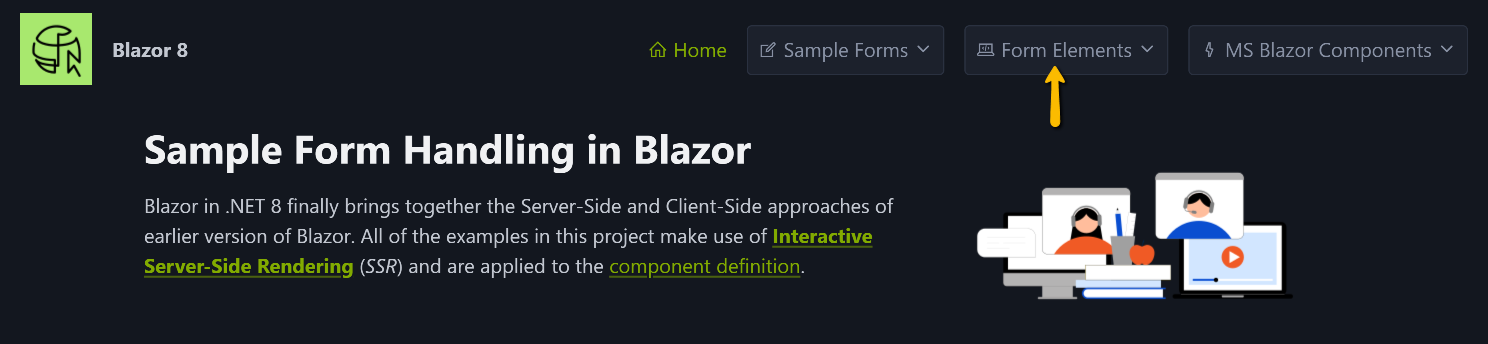 Blazor 8
Home
Sample Forms
Form Elements
MS Blazor Components
Sample Form Handling in Blazor
Blazor in .NET 8 finally brings together the Server-Side and Client-Side approaches of
earlier version of Blazor. All of the examples in this project make use of Interactive
Server-Side Rendering (SSR) and are applied to the component definition.